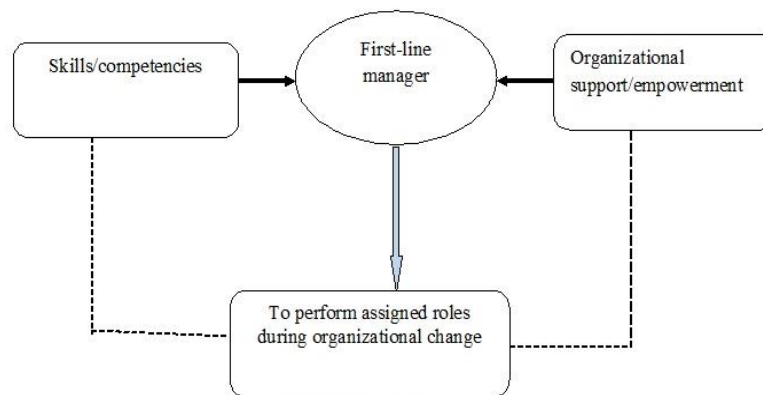 Skills/competencies
First-line
manager
Organizational
support/empowerment
To perform assigned roles
during organizational change